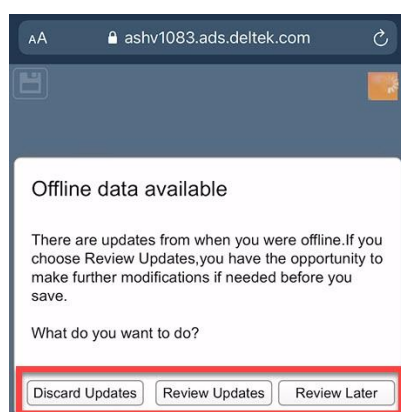 AA ashv1083.ads.deltek.com
Offline data available
There are updates from when you were offline.If you
choose Review Updates,you have the opportunity to
make further modifications if needed before you
save.
What do you want to do?
Discard Updates Review Updates Review Later